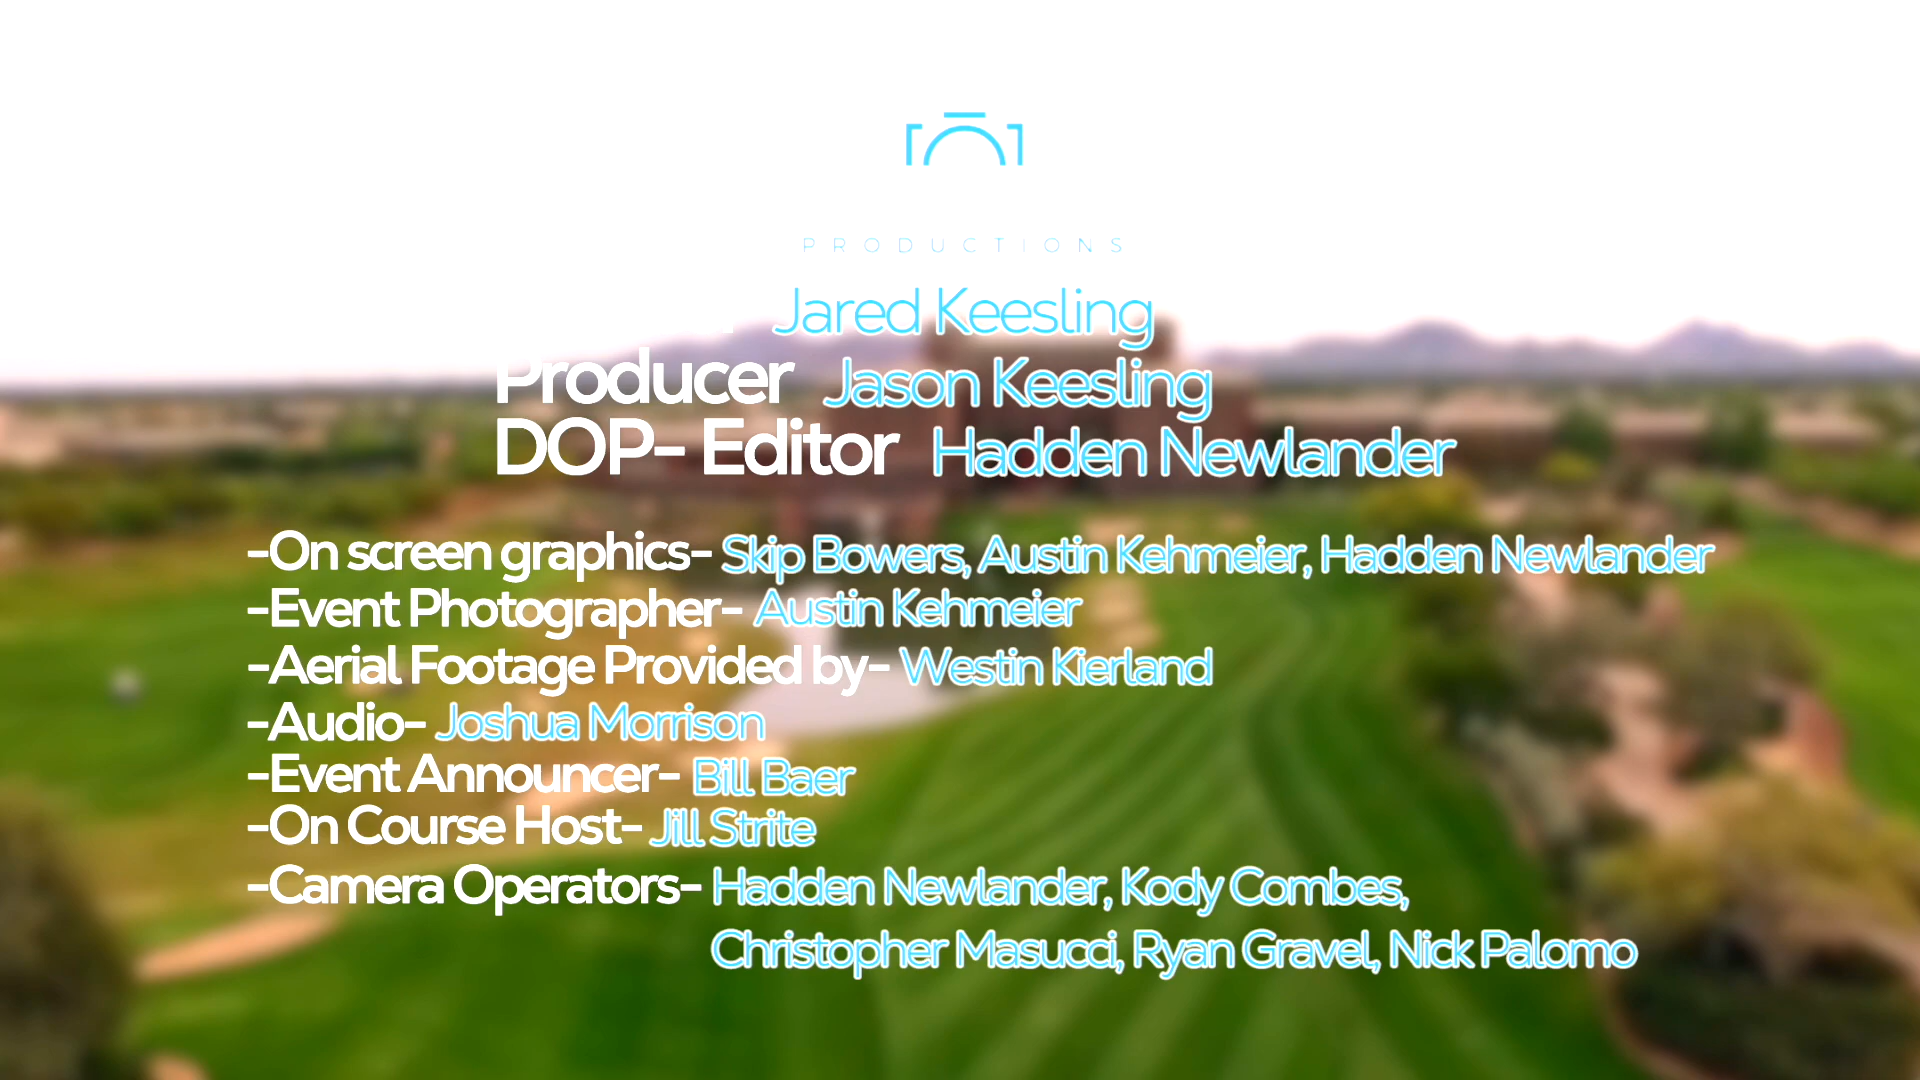 PRODUCTIONS
Jared Keesling
Producer Jason Keesling
DOP- Editor Hadden Newlander
-On screen graphics- Skip Bowers, Austin Kehmeier, Hadden Newlander
-Event Photographer- Austin Kehmeier
-Aerial Footage Provided by- Westin Kierland
-Audio- Joshua Morrison
-Event Announcer- Bill Baer
-On Course Host- Jill Strite
-Camera Operators- Hadden Newlander, Kody Combes,
Christopher Masucci, Ryan Gravel, Nick Palomo